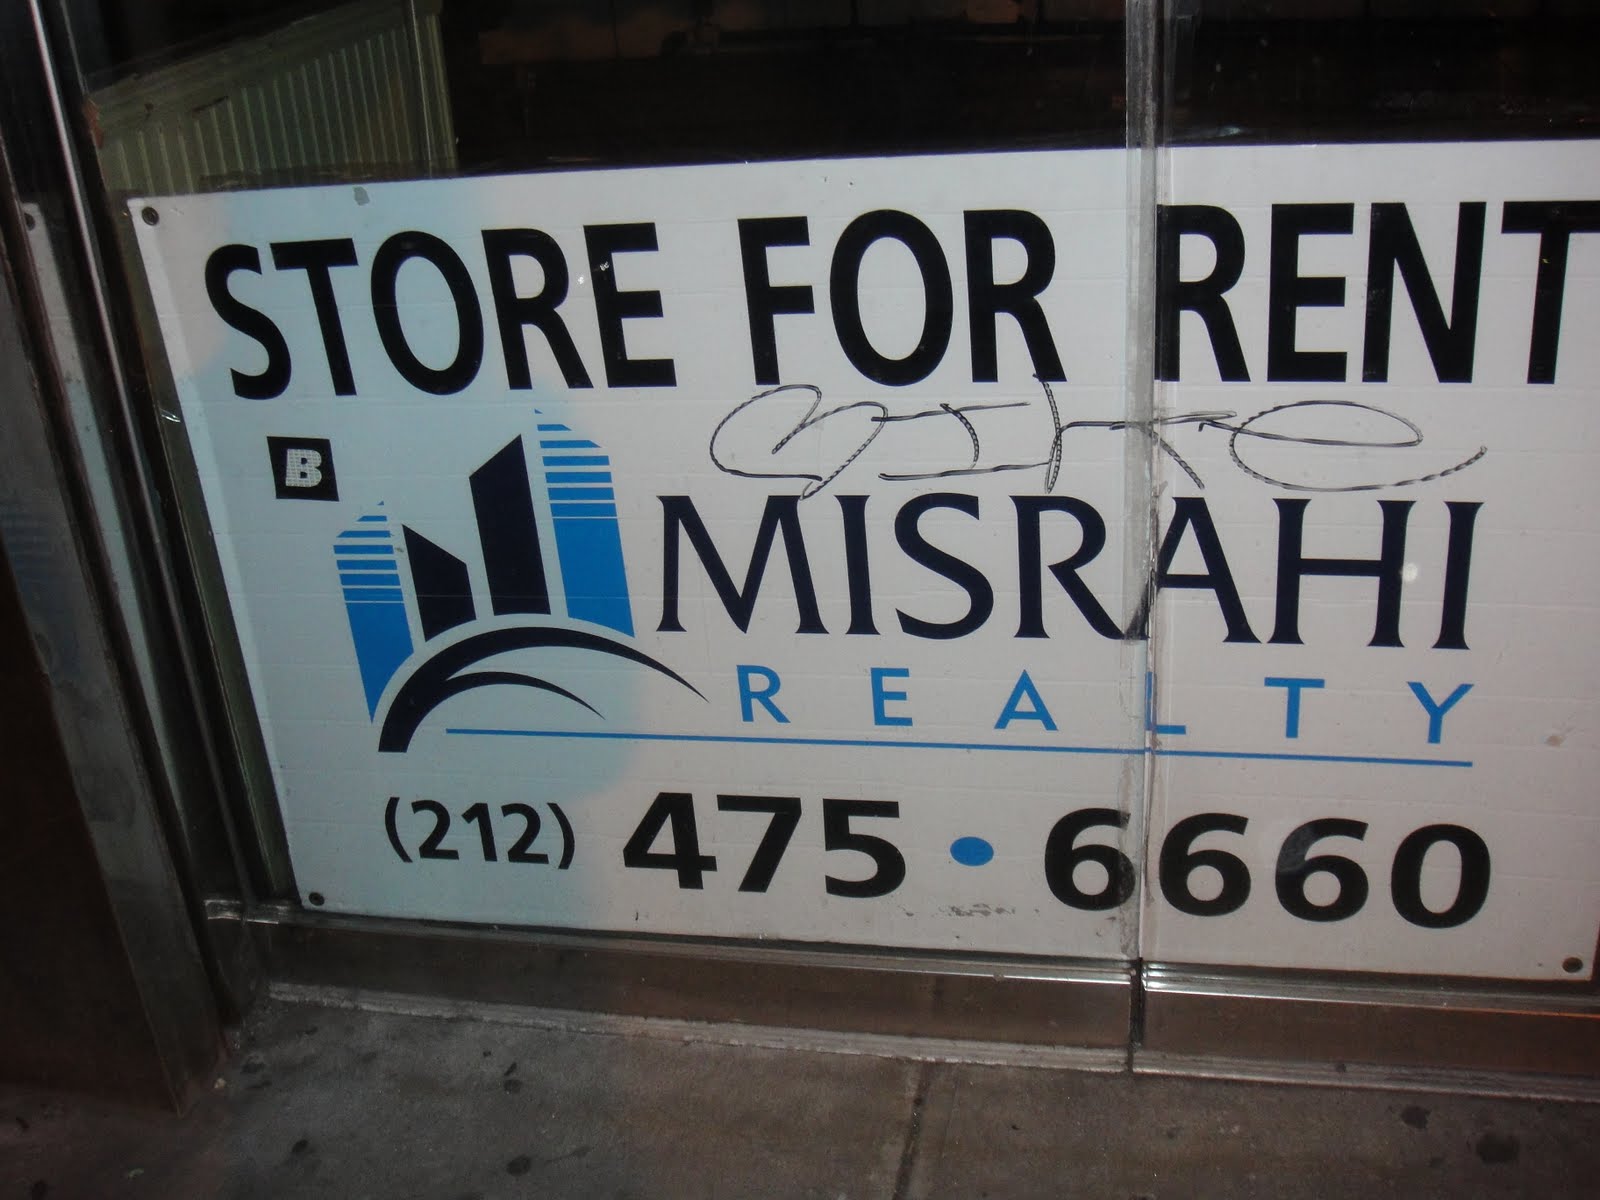 STORE FOR RENT
B
MISRAHI
REALTY
(212) 475•6660